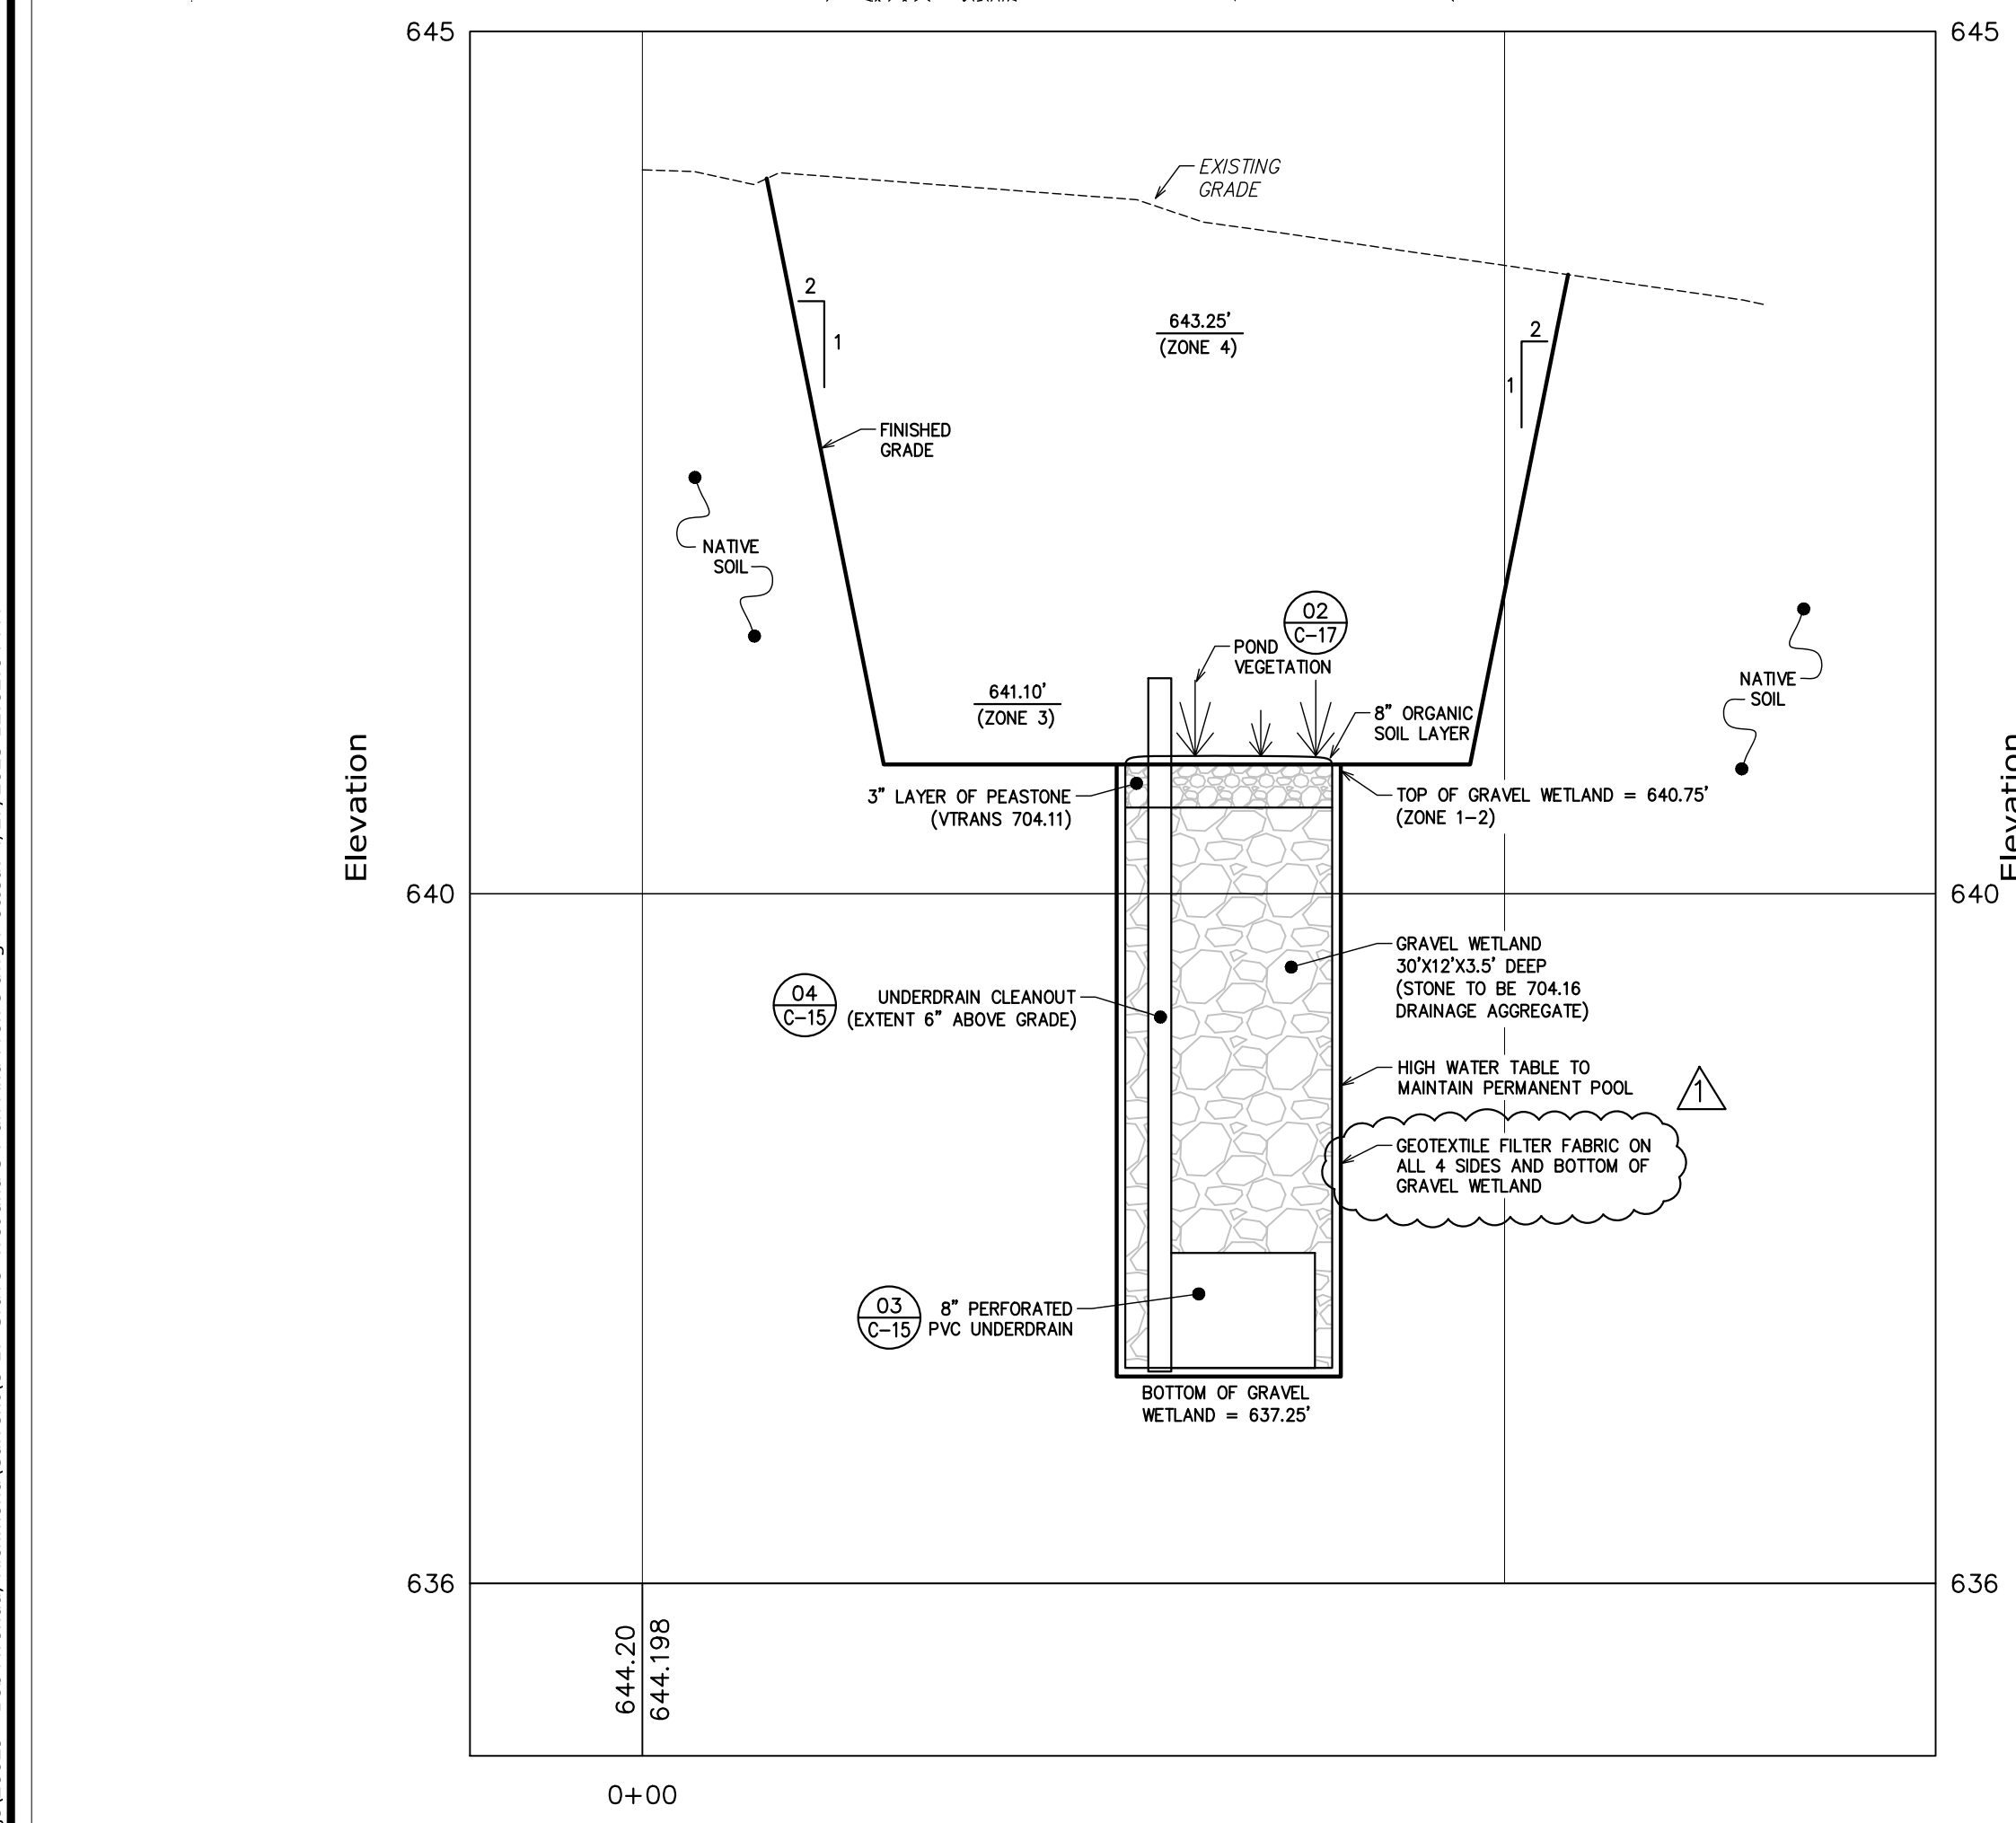 645
645
EXISTING
GRADE
2
1
643.25'
(ZONE 4)
2
1
FINISHED
GRADE
NATIVE
SOIL
02
C-17
POND
VEGETATION
NATIVE
SOIL
641.10'
(ZONE 3)
8" ORGANIC
SOIL LAYER
Elevation
Elevation
3" LAYER OF PEASTONE
(VTRANS 704.11)
TOP OF GRAVEL WETLAND = 640.75'
(ZONE 1-2)
640
640
GRAVEL WETLAND
30'X12'X3.5' DEEP
(STONE TO BE 704.16
DRAINAGE AGGREGATE)
04
C-15
UNDERDRAIN CLEANOUT
(EXTENT 6" ABOVE GRADE)
HIGH WATER TABLE TO
MAINTAIN PERMANENT POOL
1
GEOTEXTILE FILTER FABRIC ON
ALL 4 SIDES AND BOTTOM OF
GRAVEL WETLAND
03
C-15
8" PERFORATED
PVC UNDERDRAIN
BOTTOM OF GRAVEL
WETLAND = 637.25'
636
636
644.20
644.198
0+00